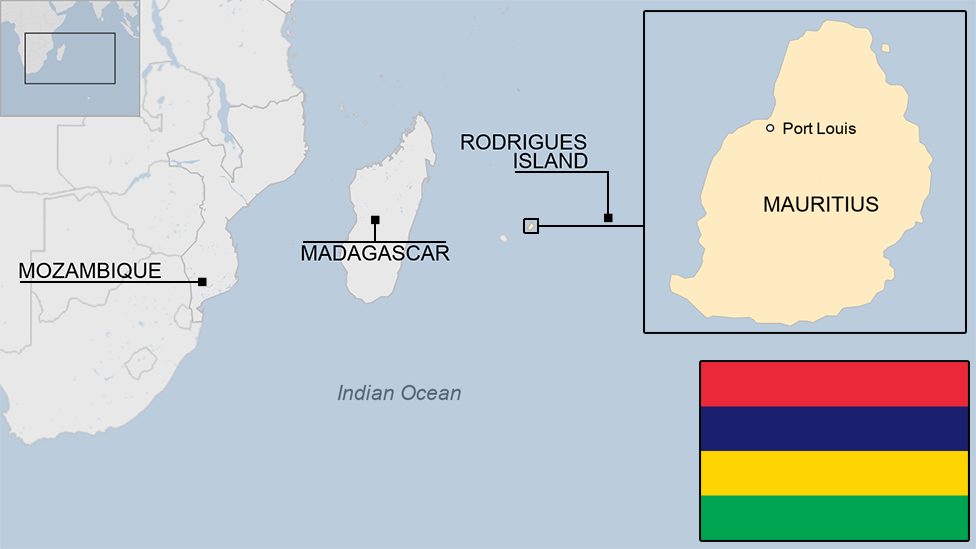 RODRIGUES
ISLAND
Port Louis
MAURITIUS
MADAGASCAR
MOZAMBIQUE
Indian Ocean